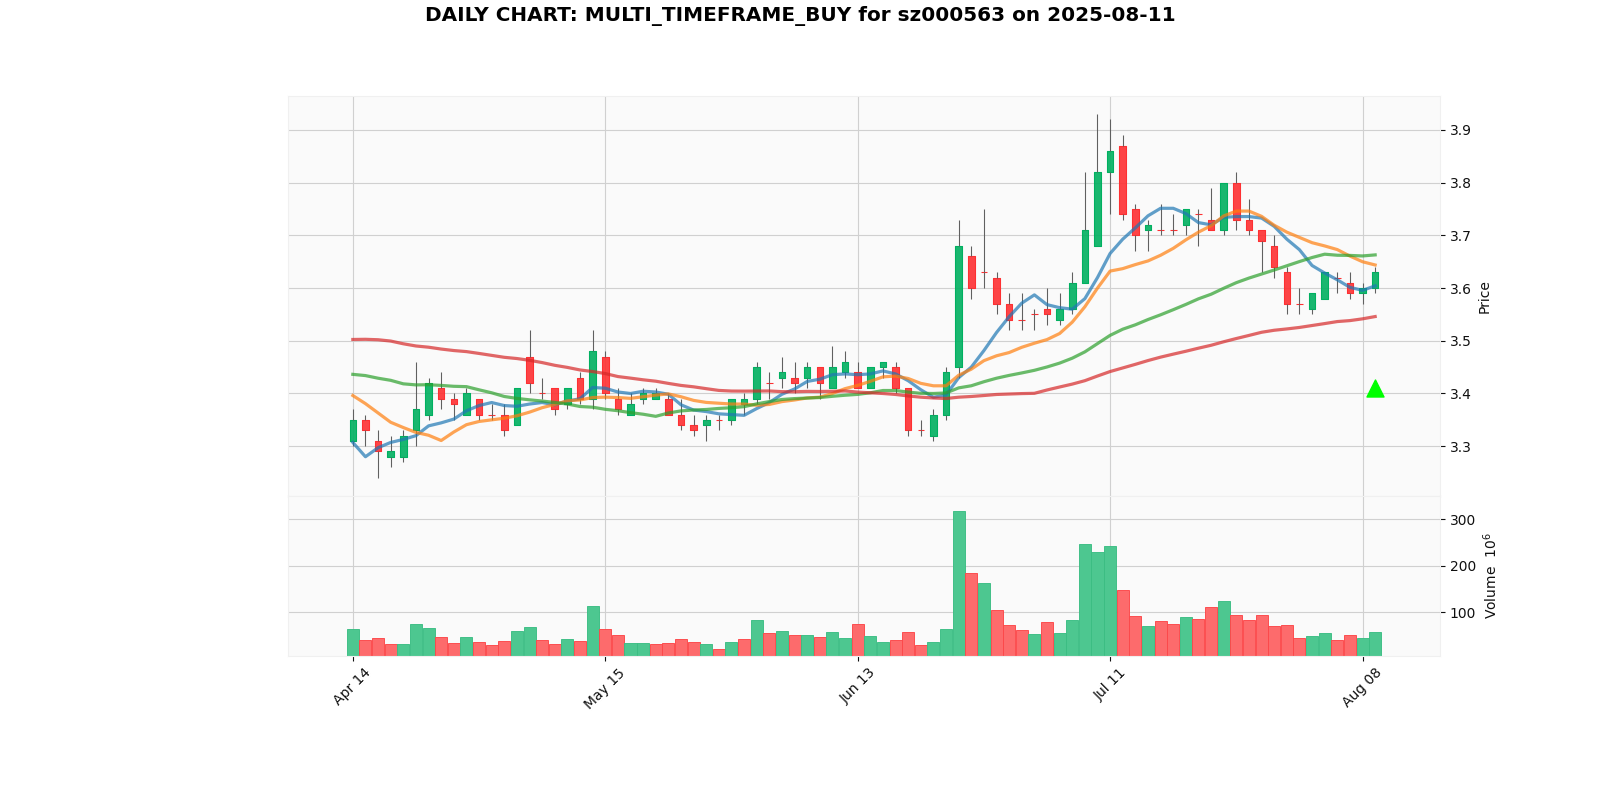 DAILY CHART: MULTI_TIMEFRAME_BUY for sz000563 on 2025-08-11
3.9
3.8
3.7
3.6
3.5
3.4
3.3
Price
300
200
100
Volume 10^6
Apr 14
May 15
Jun 13
Jul 11
Aug 08